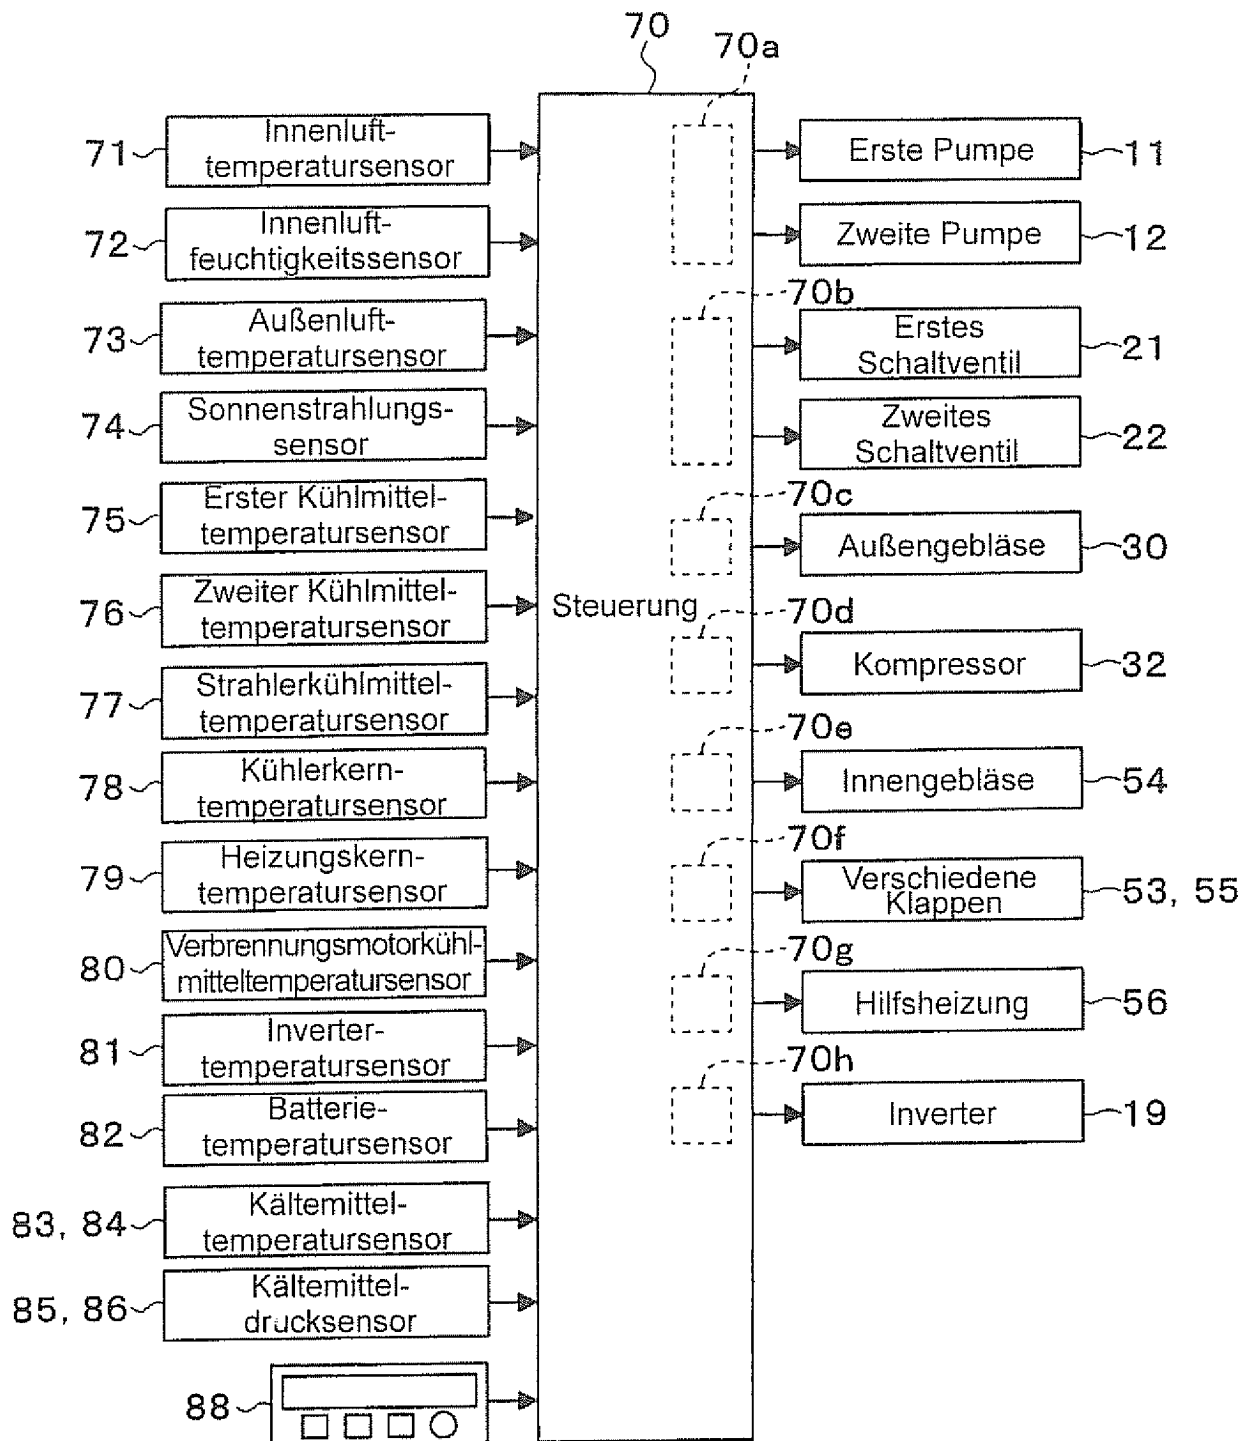 70
70a
71
Innenluft-
temperatursensor
Erste Pumpe
11
72
Innenluft-
feuchtigkeitssensor
Zweite Pumpe
12
70b
73
Außenluft-
temperatursensor
Erstes
Schaltventil
21
74
Sonnenstrahlungs-
sensor
Zweites
Schaltventil
22
70c
75
Erster Kühlmittel-
temperatursensor
Außengebläse
30
76
Zweiter Kühlmittel-
temperatursensor
Steuerung
70d
Kompressor
32
77
Strahlerkühlmittel-
temperatursensor
70e
78
Kühlerkern-
temperatursensor
Innengebläse
54
70f
79
Heizungskern-
temperatursensor
Verschiedene
Klappen
53, 55
80
Verbrennungsmotorkühl-
mitteltemperatursensor
70g
Hilfsheizung
56
81
Inverter-
temperatursensor
70h
82
Batterie-
temperatursensor
Inverter
19
83, 84
Kältemittel-
temperatursensor
85, 86
Kältemittel-
drucksensor
88